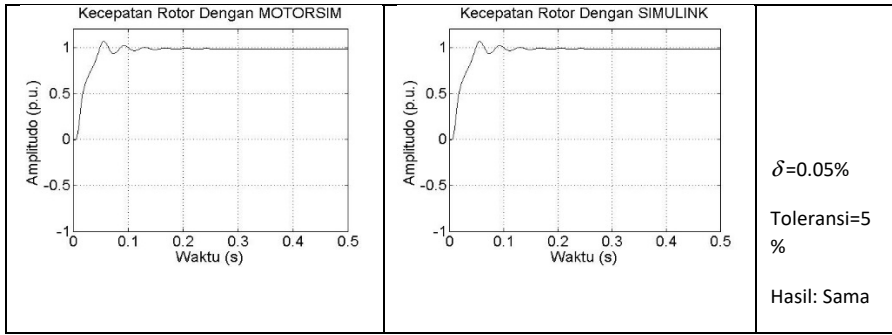 Kecepatan Rotor Dengan MOTORSIM
Amplitudo (p.u.)
1
0.5
0
-0.5
-1
0 0.1 0.2 0.3 0.4 0.5
Waktu (s)
Kecepatan Rotor Dengan SIMULINK
Amplitudo (p.u.)
1
0.5
0
-0.5
-1
0 0.1 0.2 0.3 0.4 0.5
Waktu (s)
δ=0.05%
Toleransi=5
%
Hasil: Sama